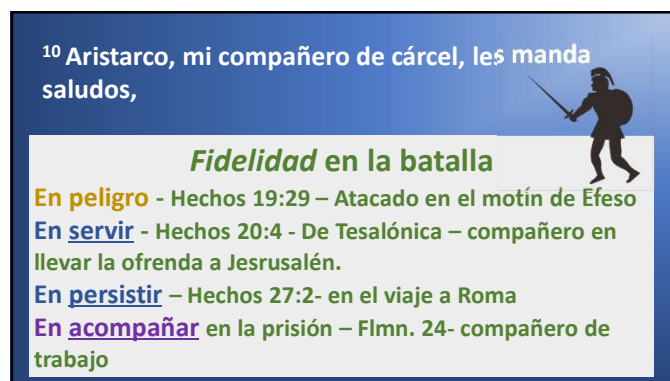 ¹⁰ Aristarco, mi compañero de cárcel, les manda
saludos,
Fidelidad en la batalla
En peligro - Hechos 19:29 – Atacado en el motín de Efeso
En servir - Hechos 20:4 - De Tesalónica – compañero en
llevar la ofrenda a Jesrusalén.
En persistir – Hechos 27:2- en el viaje a Roma
En acompañar en la prisión – Flmn. 24- compañero de
trabajo